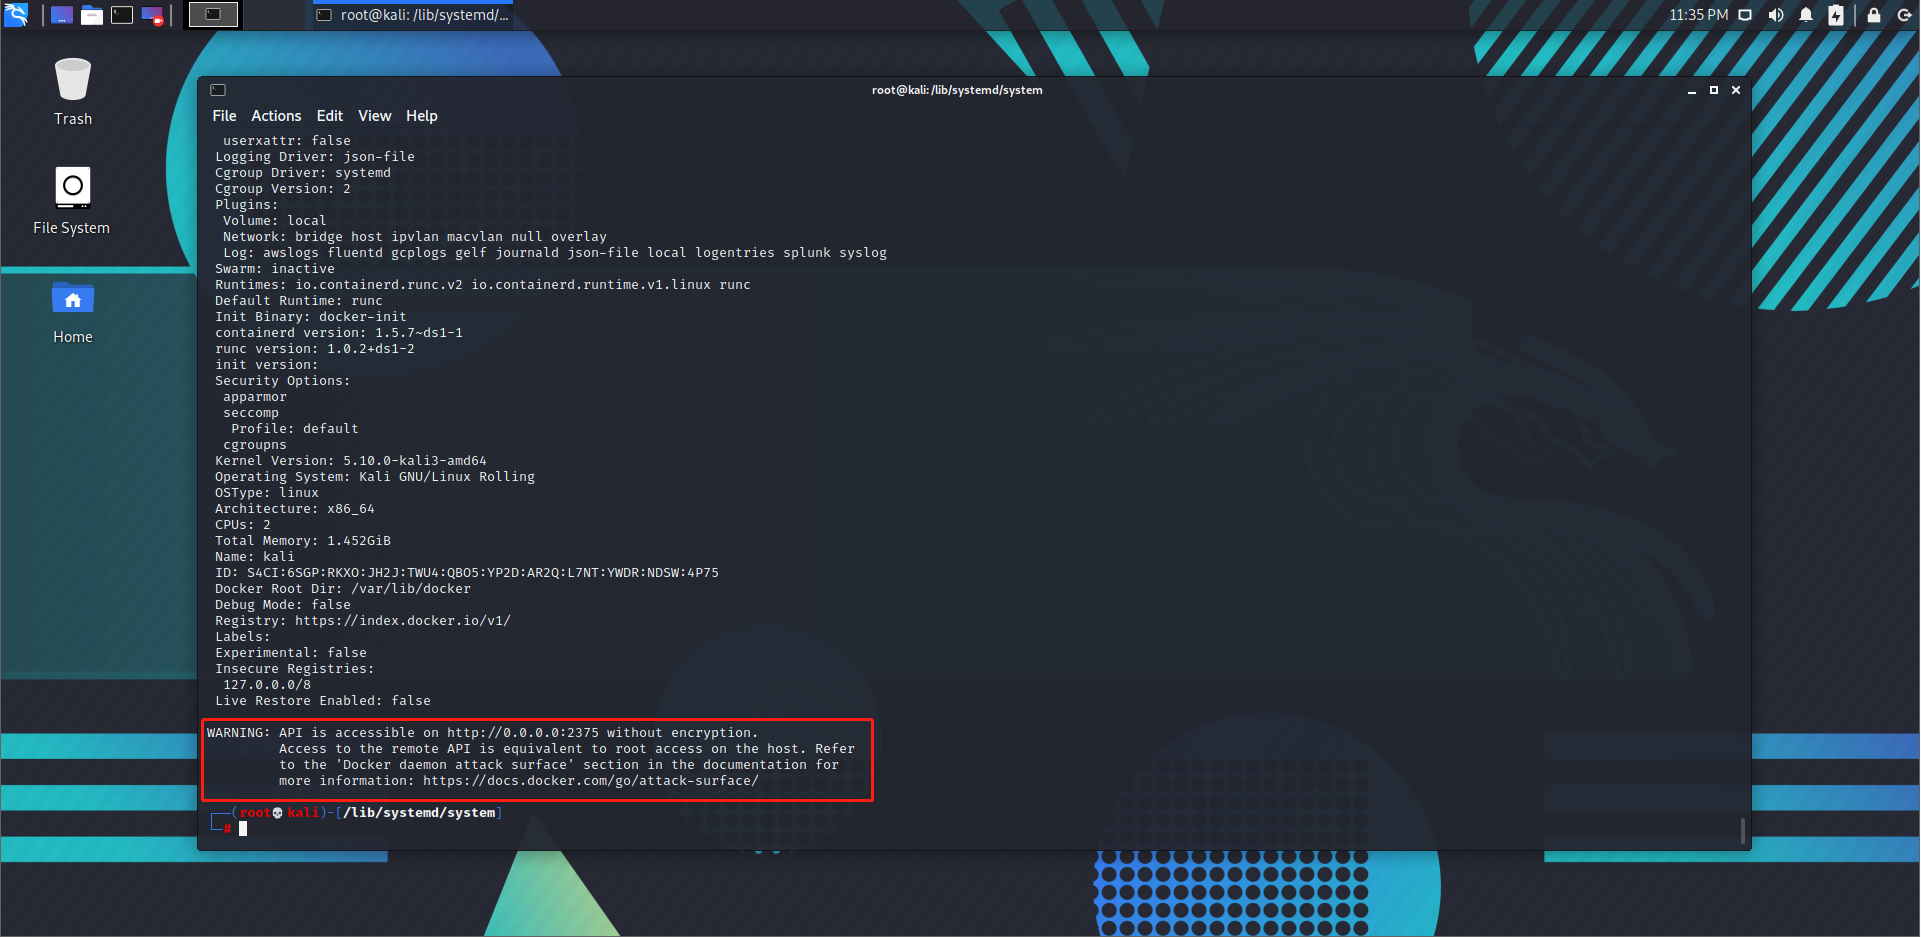 root@kali: /lib/systemd/...
11:35 PM
Trash
File System
Home
root@kali:/lib/systemd/system
File Actions Edit View Help
userxattr: false
Logging Driver: json-file
Cgroup Driver: systemd
Cgroup Version: 2
Plugins:
Volume: local
Network: bridge host ipvlan macvlan null overlay
Log: awslogs fluentd gcplogs gelf journald json-file local logentries splunk syslog
Swarm: inactive
Runtimes: io.containerd.runc.v2 io.containerd.runtime.v1.linux runc
Default Runtime: runc
Init Binary: docker-init
containerd version: 1.5.7~ds1-1
runc version: 1.0.2+ds1-2
init version:
Security Options:
apparmor
seccomp
Profile: default
cgroupns
Kernel Version: 5.10.0-kali3-amd64
Operating System: Kali GNU/Linux Rolling
OSType: linux
Architecture: x86_64
CPUs: 2
Total Memory: 1.452GiB
Name: kali
ID: S4CI:6SGP:RKXO:JH2J:TWU4:QBO5:YP2D:AR2Q:L7NT:YWDR:NDSW:4P75
Docker Root Dir: /var/lib/docker
Debug Mode: false
Registry: https://index.docker.io/v1/
Labels:
Experimental: false
Insecure Registries:
127.0.0.0/8
Live Restore Enabled: false
WARNING: API is accessible on http://0.0.0.0:2375 without encryption.
Access to the remote API is equivalent to root access on the host. Refer
to the 'Docker daemon attack surface' section in the documentation for
more information: https://docs.docker.com/go/attack-surface/
┌──(root💀kali)-[/lib/systemd/system]
└─#